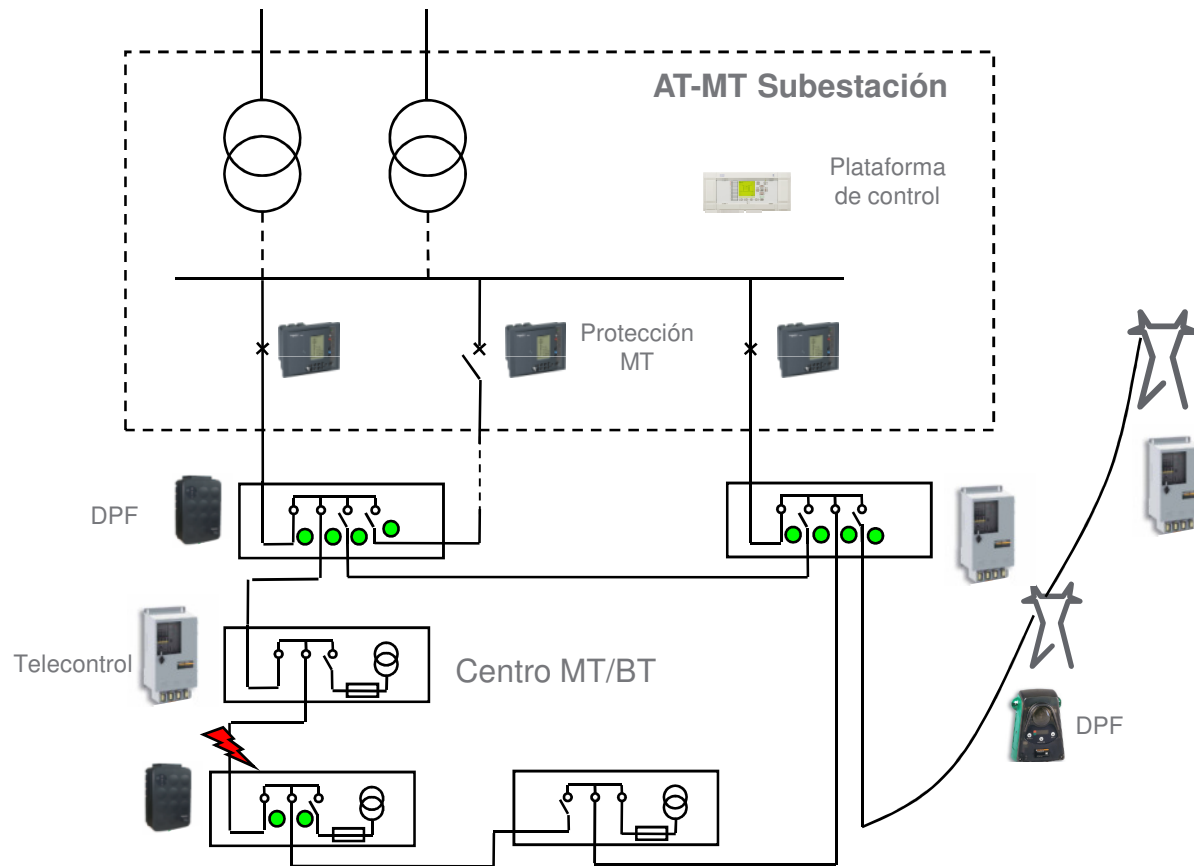 AT-MT Subestación
Plataforma
de control
Protección
MT
DPF
Telecontrol
Centro MT/BT
DPF